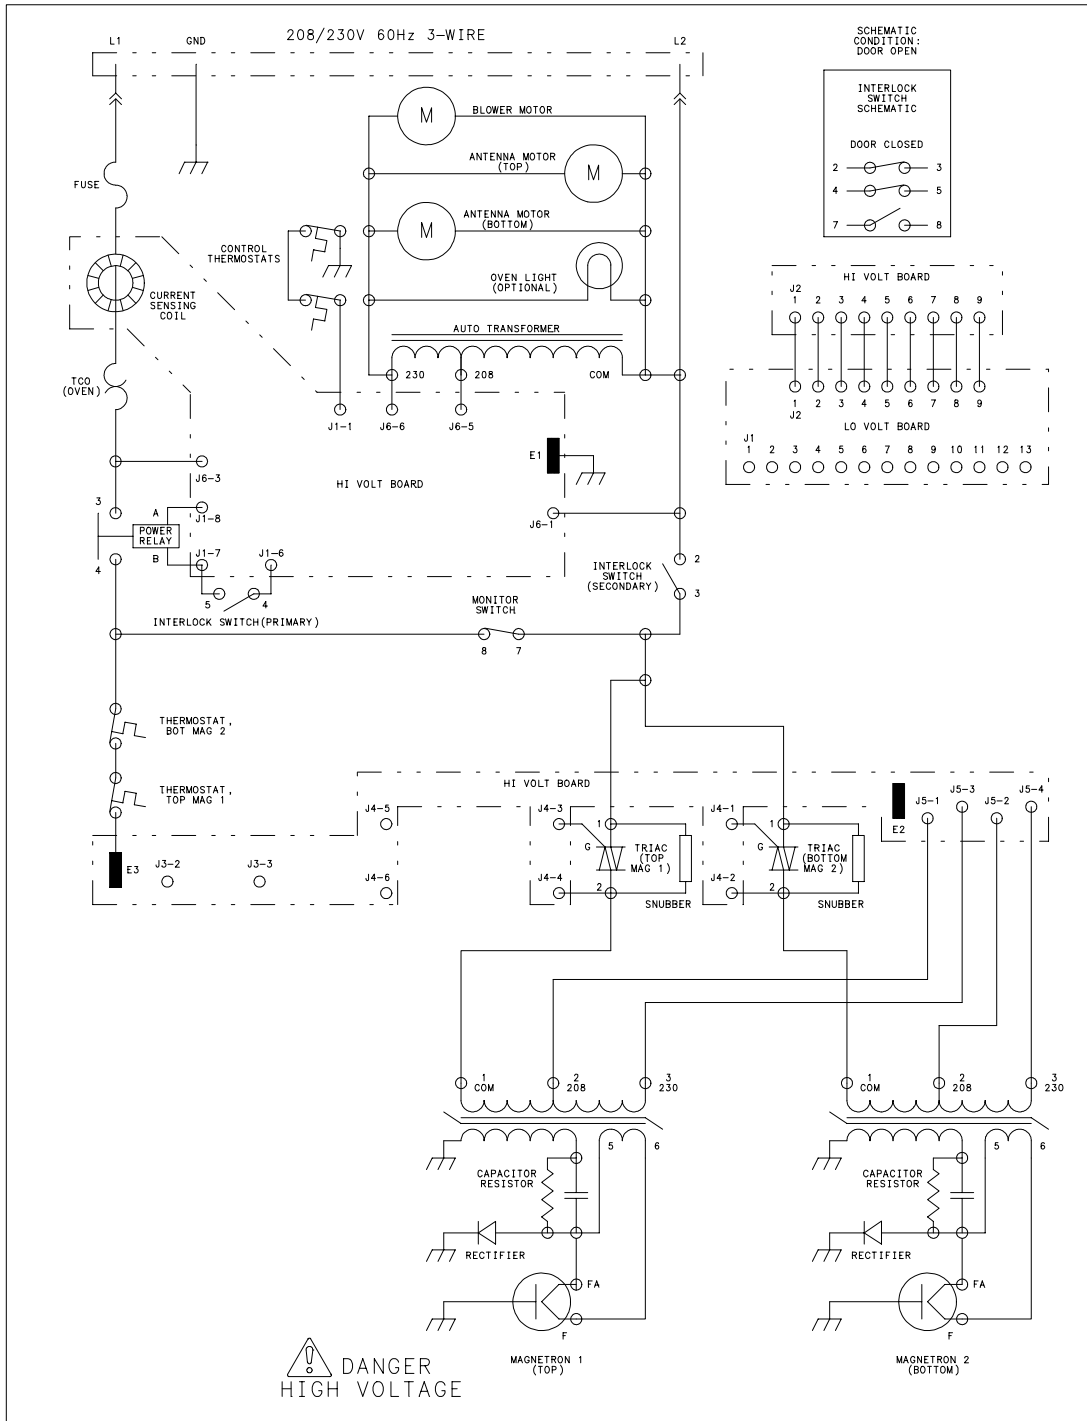 208/230V 60Hz 3-WIRE
L1
GND
L2
SCHEMATIC
CONDITION:
DOOR OPEN
INTERLOCK
SWITCH
SCHEMATIC
DOOR CLOSED
2 3
4 5
7 8
M
BLOWER MOTOR
ANTENNA MOTOR
(TOP)
M
ANTENNA MOTOR
(BOTTOM)
M
OVEN LIGHT
(OPTIONAL)
FUSE
CONTROL
THERMOSTATS
CURRENT
SENSING
COIL
AUTO TRANSFORMER
230
208
COM
TCO
(OVEN)
J1-1
J6-6
J6-5
E1
HI VOLT BOARD
J6-3
J6-1
3
A
J1-8
POWER
RELAY
4
B
J1-7
J1-6
5
4
INTERLOCK SWITCH(PRIMARY)
HI VOLT BOARD
J2
1 2 3 4 5 6 7 8 9
1 2 3 4 5 6 7 8 9
J2
LO VOLT BOARD
J1
1 2 3 4 5 6 7 8 9 10 11 12 13
INTERLOCK
SWITCH
(SECONDARY)
2
3
MONITOR
SWITCH
8 7
THERMOSTAT,
BOT MAG 2
THERMOSTAT,
TOP MAG 1
HI VOLT BOARD
J4-5
J4-3
1
J4-1
1
E2
J5-1
J5-3
J5-2
J5-4
E3
J3-2
J3-3
J4-6
J4-4
G
TRIAC
(TOP
MAG 1)
2
SNUBBER
J4-2
G
TRIAC
(BOTTOM
MAG 2)
2
SNUBBER
1
COM
2
208
3
230
1
COM
2
208
3
230
5
6
5
6
CAPACITOR
RESISTOR
CAPACITOR
RESISTOR
RECTIFIER
RECTIFIER
FA
FA
F
F
MAGNETRON 1
(TOP)
MAGNETRON 2
(BOTTOM)
! DANGER
HIGH VOLTAGE